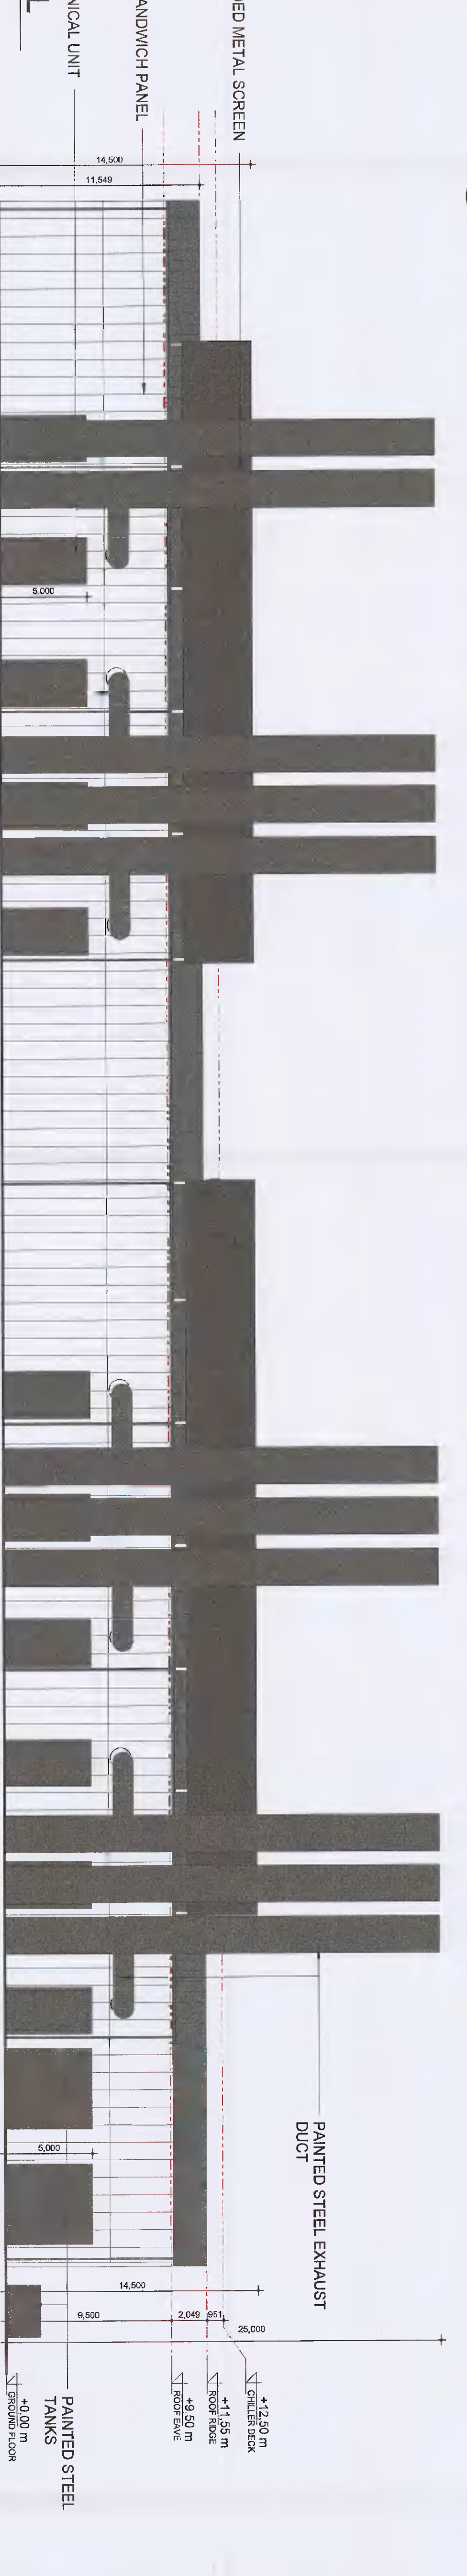 DED METAL SCREEN
ANDWICH PANEL
NICAL UNIT
14,500
11,549
5.000
PAINTED STEEL EXHAUST
DUCT
5,000
14,500
9,500
2,049
951
25,000
+12,50 m
CHILLER DECK
+11,55 m
ROOF RIDGE
+9,50 m
ROOF EAVE
+0,00 m
GROUND FLOOR
PAINTED STEEL
TANKS